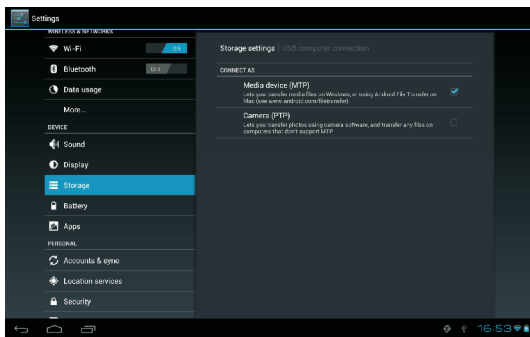 Settings
WIRELESS & NETWORKS
Wi-Fi
ON
Bluetooth
OFF
Data usage
More...
DEVICE
Sound
Display
Storage
Battery
Apps
PERSONAL
Accounts & sync
Location services
Security
Storage settings | USB computer connection
CONNECT AS
Media device (MTP)
Lets you transfer media files on Windows, or using Android File Transfer on
Mac (see www.android.com/filetransfer)
Camera (PTP)
Lets you transfer photos using camera software, and transfer any files on
computers that don't support MTP
16:53